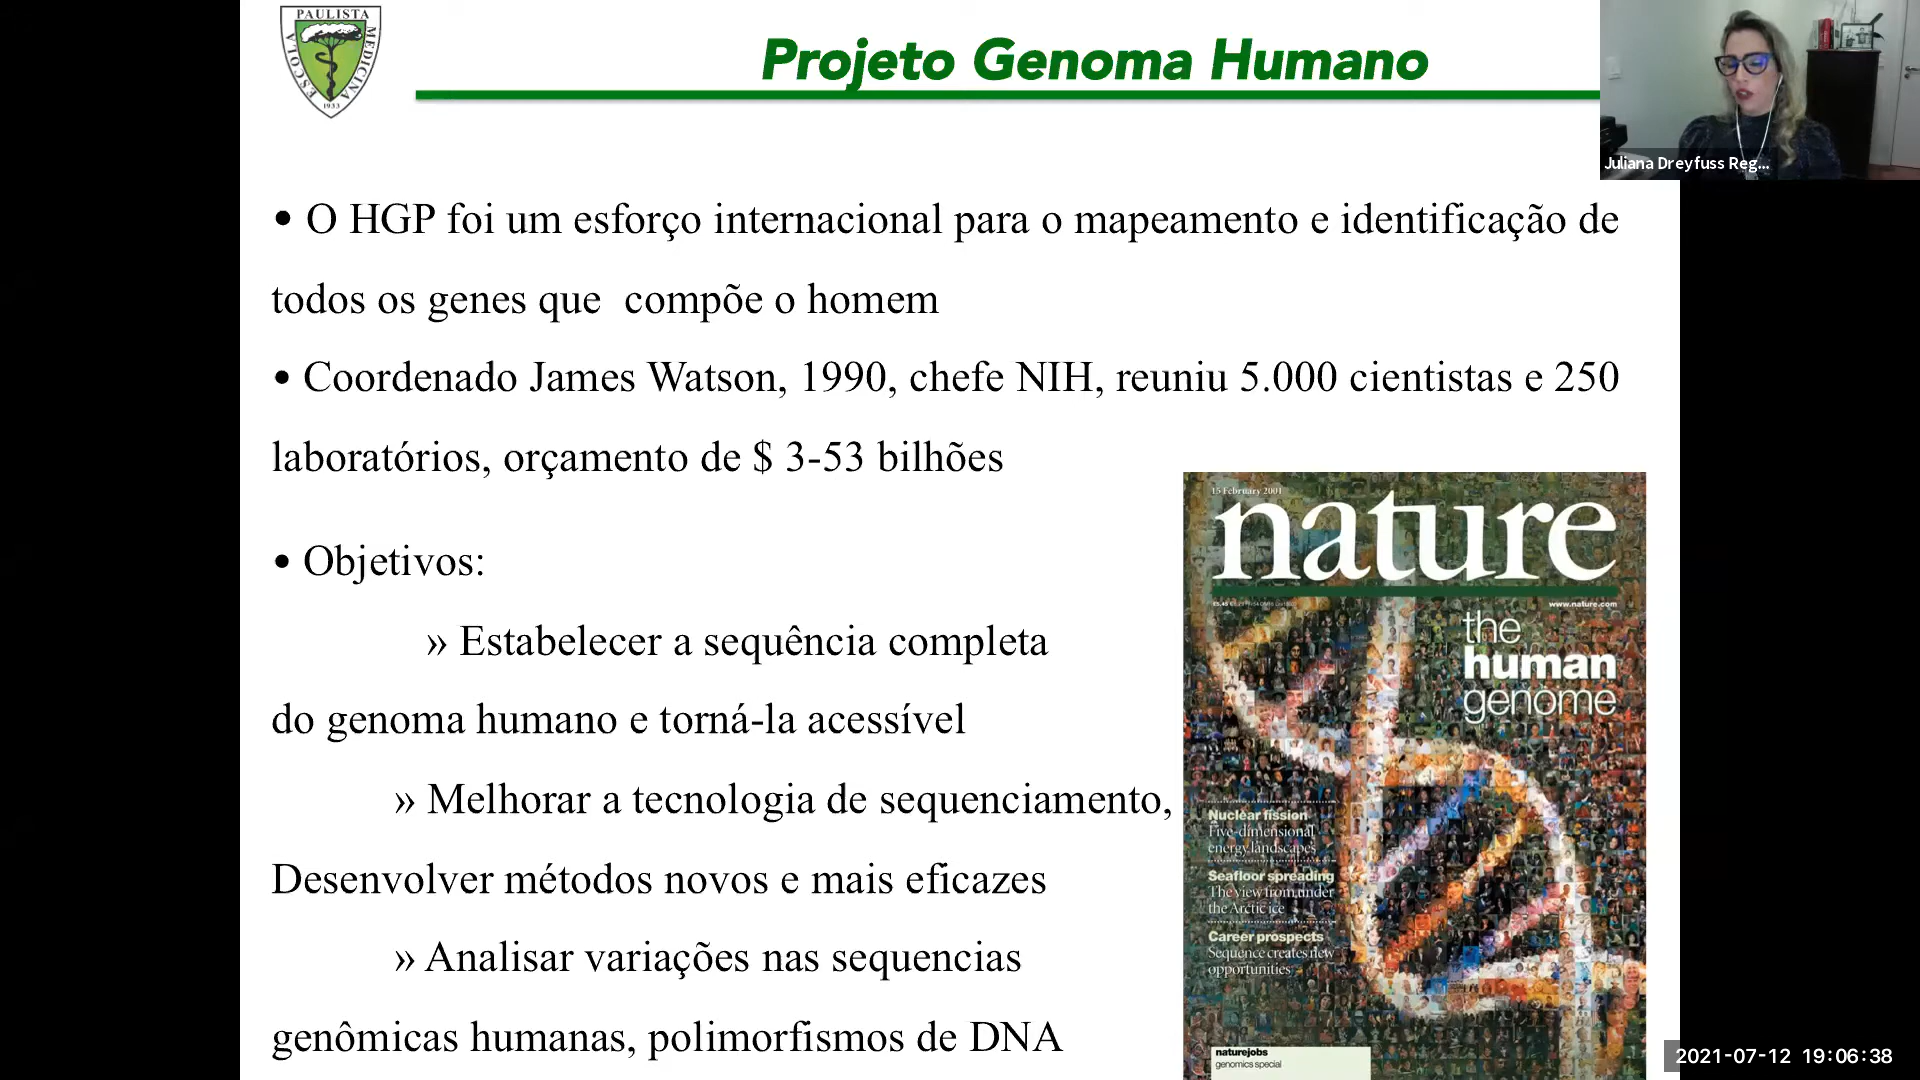 PAULISTA
ESCOLA
MEDICINA
1933
Projeto Genoma Humano
Juliana Dreyfuss Reg...
• O HGP foi um esforço internacional para o mapeamento e identificação de
todos os genes que compõe o homem
• Coordenado James Watson, 1990, chefe NIH, reuniu 5.000 cientistas e 250
laboratórios, orçamento de $ 3-53 bilhões
• Objetivos:
» Estabelecer a sequência completa
do genoma humano e torná-la acessível
» Melhorar a tecnologia de sequenciamento,
Desenvolver métodos novos e mais eficazes
» Analisar variações nas sequencias
genômicas humanas, polimorfismos de DNA
15 February 2001
nature
www.nature.com
the
human
genome
Nuclear fission
Five-dimensional
energy landscapes
Seafloor spreading
The view from under
the Arctic ice
Career prospects
Sequence creates new
opportunities
naturejobs
genomics special
2021-07-12 19:06:38